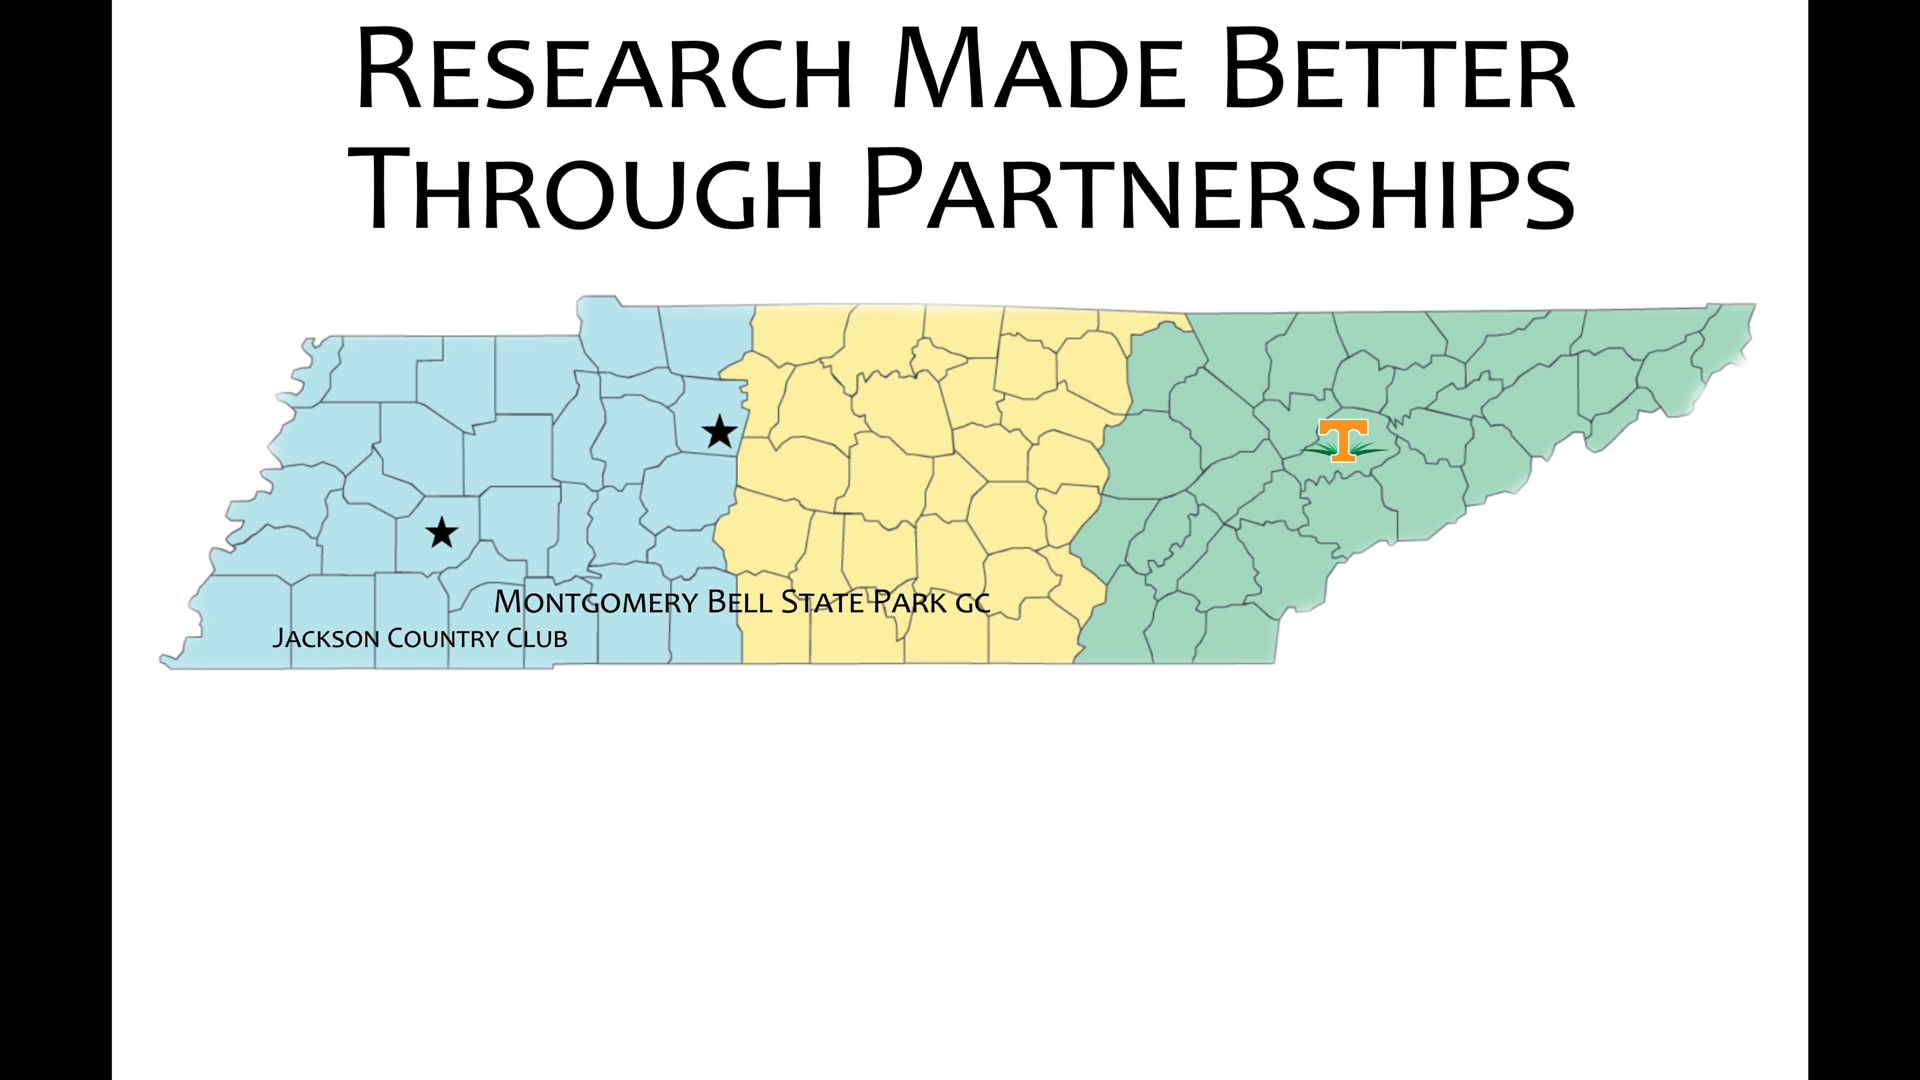 Research Made Better
Through Partnerships
T
Montgomery Bell State Park gc
Jackson Country Club